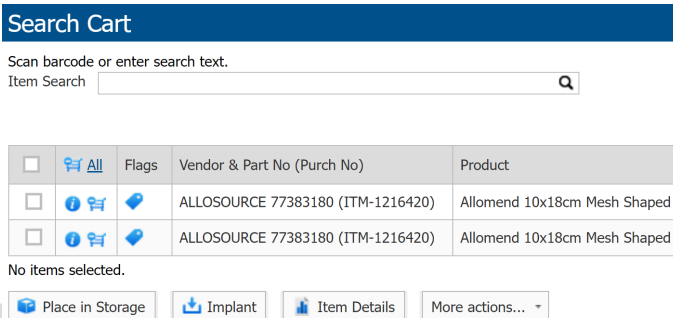 Search Cart
Scan barcode or enter search text.
Item Search
All Flags Vendor & Part No (Purch No) Product
ALLOSOURCE 77383180 (ITM-1216420) Allomend 10x18cm Mesh Shaped
ALLOSOURCE 77383180 (ITM-1216420) Allomend 10x18cm Mesh Shaped
No items selected.
Place in Storage Implant Item Details More actions...